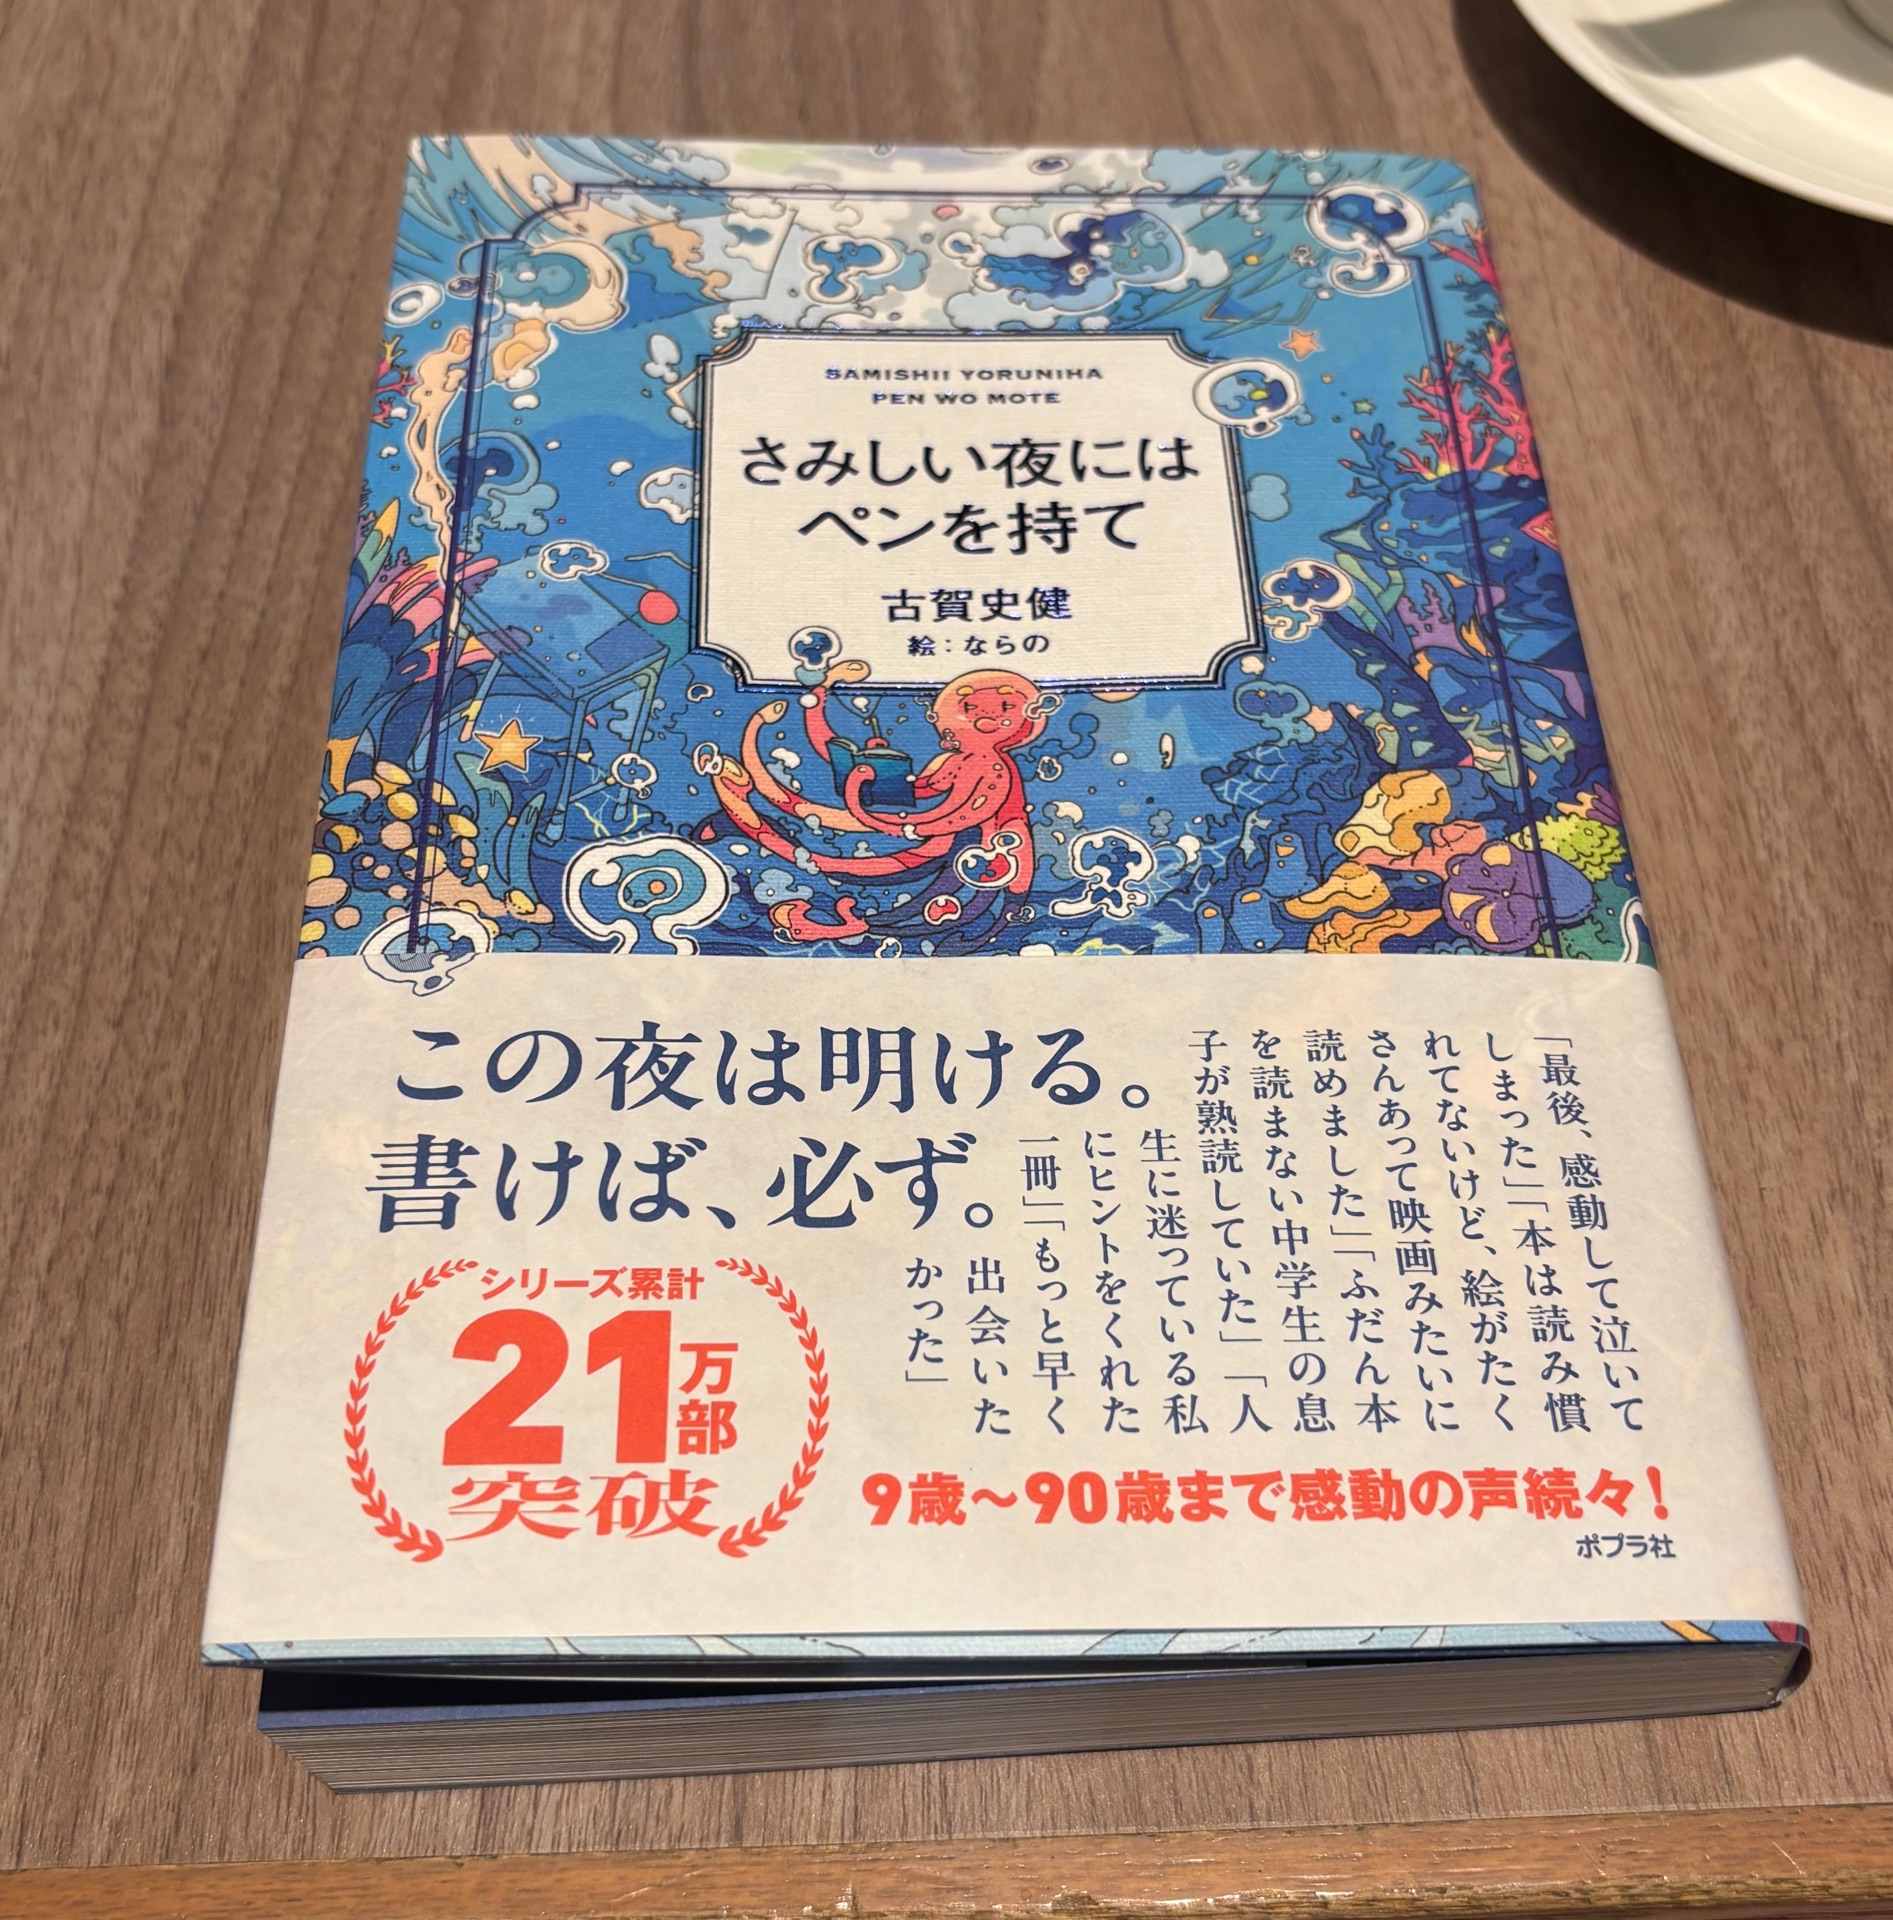 SAMISHII YORUNIHA
PEN WO MOTE
さみしい夜には
ペンを持て
古賀史健
絵：ならの
この夜は明ける。
書けば、必ず。
「最後、感動して泣いて
しまった」「本は読み慣
れてないけど、絵がたく
さんあって映画みたいに
読めました」「ふだん本
を読まない中学生の息
子が熟読していた」「人
生に迷っている私
にヒントをくれた
一冊」「もっと早く
出会いた
かった」
シリーズ累計
21万部
突破
9歳〜90歳まで感動の声続々！
ポプラ社